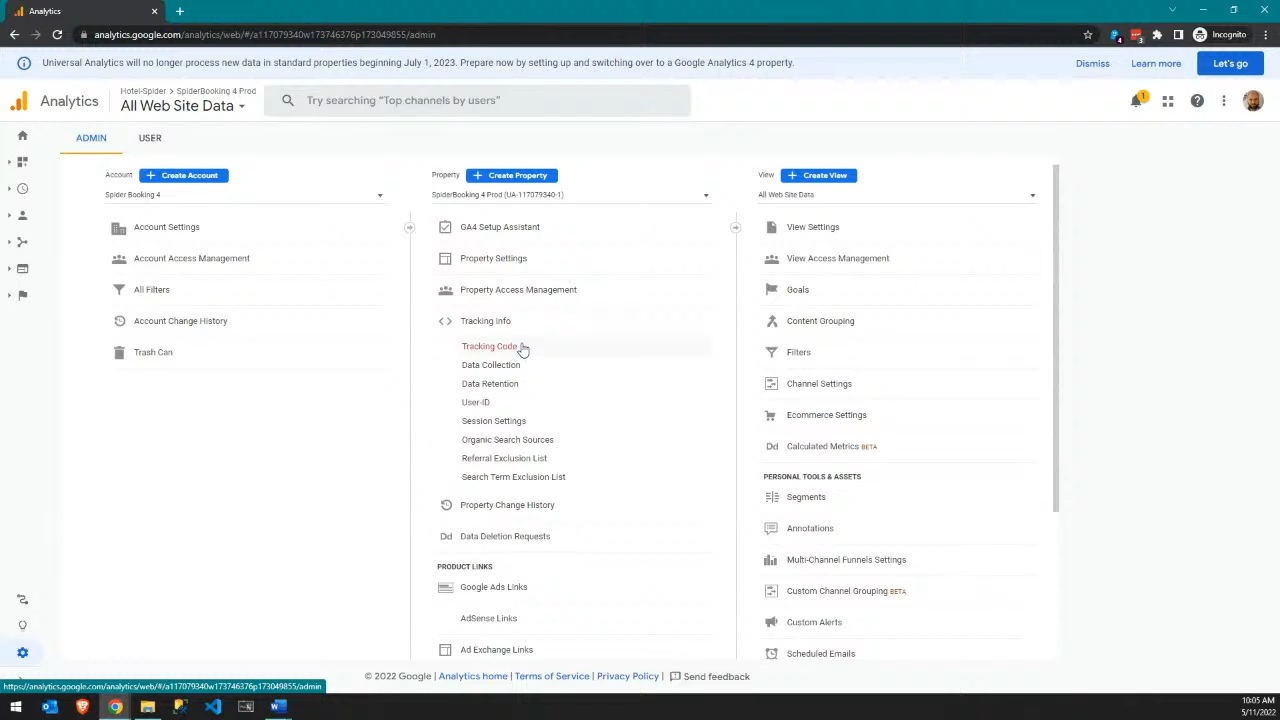 Analytics
analytics.google.com/analytics/web/#/a117079340w173746376p173049855/admin
4
3
Incognito
Universal Analytics will no longer process new data in standard properties beginning July 1, 2023. Prepare now by setting up and switching over to a Google Analytics 4 property.
Dismiss
Learn more
Let's go
Analytics
Hotel-Spider > SpiderBooking 4 Prod
All Web Site Data
Try searching "Top channels by users"
1
ADMIN
USER
Account
Create Account
Property
Create Property
View
Create View
Spider Booking 4
SpiderBooking 4 Prod (UA-117079340-1)
All Web Site Data
Account Settings
Account Access Management
All Filters
Account Change History
Trash Can
GA4 Setup Assistant
Property Settings
Property Access Management
Tracking Info
Tracking Code
Data Collection
Data Retention
User-ID
Session Settings
Organic Search Sources
Referral Exclusion List
Search Term Exclusion List
Property Change History
Dd Data Deletion Requests
PRODUCT LINKS
Google Ads Links
AdSense Links
Ad Exchange Links
View Settings
View Access Management
Goals
Content Grouping
Filters
Channel Settings
Ecommerce Settings
Dd Calculated Metrics BETA
PERSONAL TOOLS & ASSETS
Segments
Annotations
Multi-Channel Funnels Settings
Custom Channel Grouping BETA
Custom Alerts
Scheduled Emails
© 2022 Google | Analytics home | Terms of Service | Privacy Policy | Send feedback
https://analytics.google.com/analytics/web/#/a117079340w173746376p173049855/admin
10:05 AM
5/11/2022